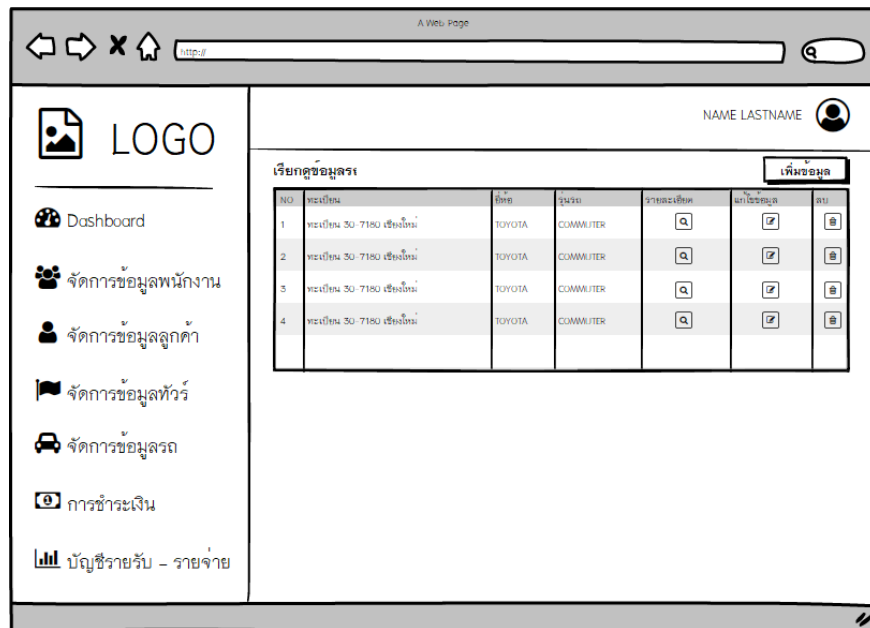 A Web Page
http://
LOGO
NAME LASTNAME
เรียกดูข้อมูลร
เพิ่มข้อมูล
NO ทะเบียน ยี่ห้อ รุ่นรถ รายละเอียด แก้ไขข้อมูล ลบ
1 ทะเบียน 30-7180 เชียงใหม่ TOYOTA COMMUTER
2 ทะเบียน 30-7180 เชียงใหม่ TOYOTA COMMUTER
3 ทะเบียน 30-7180 เชียงใหม่ TOYOTA COMMUTER
4 ทะเบียน 30-7180 เชียงใหม่ TOYOTA COMMUTER
Dashboard
จัดการข้อมูลพนักงาน
จัดการข้อมูลลูกค้า
จัดการข้อมูลทัวร์
จัดการข้อมูลรถ
การชำระเงิน
บัญชีรายรับ - รายจ่าย